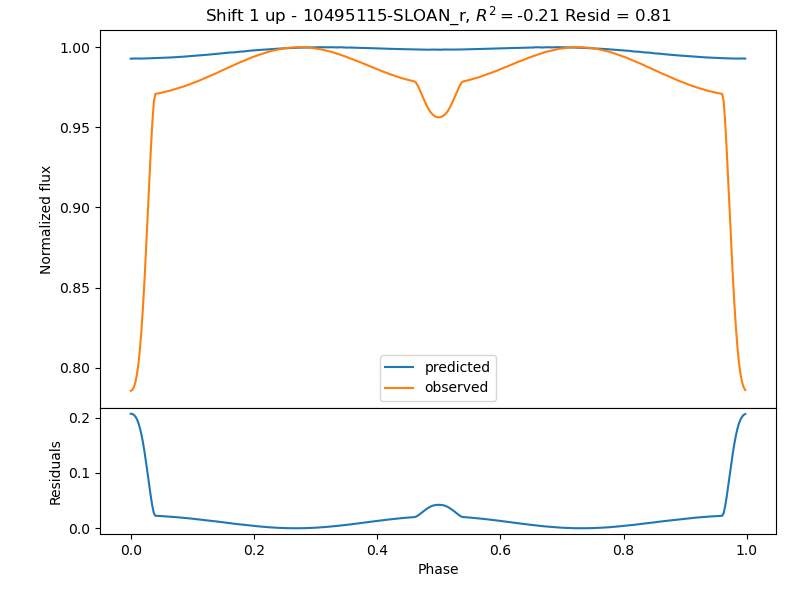 Shift 1 up - 10495115-SLOAN_r, R² = -0.21 Resid = 0.81
1.00
0.95
0.90
0.85
0.80
Normalized flux
predicted
observed
0.2
0.1
0.0
Residuals
0.0 0.2 0.4 0.6 0.8 1.0
Phase